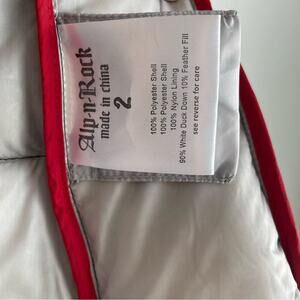 Alp-n-Rock
made in china
2
100% Polyester Shell
100% Polyester Shell
100% Nylon Lining
90% White Duck Down 10% Feather Fill
see reverse for care